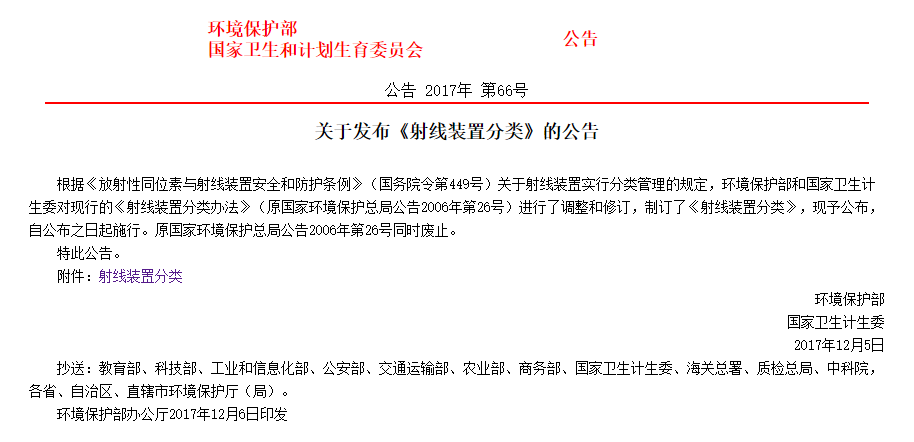 环境保护部
国家卫生和计划生育委员会
公告
公告 2017年 第66号
关于发布《射线装置分类》的公告
根据《放射性同位素与射线装置安全和防护条例》（国务院令第449号）关于射线装置实行分类管理的规定，环境保护部和国家卫生计
生委对现行的《射线装置分类办法》（原国家环境保护总局公告2006年第26号）进行了调整和修订，制订了《射线装置分类》，现予公布，
自公布之日起施行。原国家环境保护总局公告2006年第26号同时废止。
特此公告。
附件：射线装置分类
环境保护部
国家卫生计生委
2017年12月5日
抄送：教育部、科技部、工业和信息化部、公安部、交通运输部、农业部、商务部、国家卫生计生委、海关总署、质检总局、中科院，
各省、自治区、直辖市环境保护厅（局）。
环境保护部办公厅2017年12月6日印发